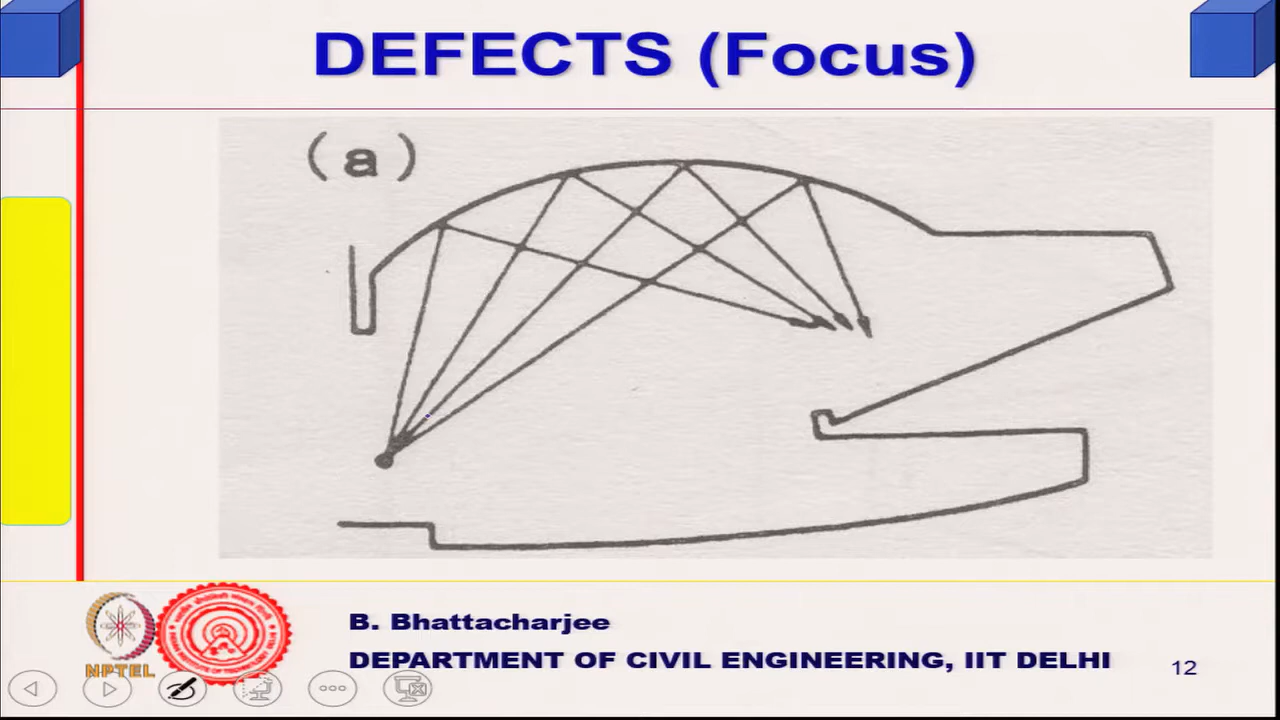 DEFECTS (Focus)
(a)
B. Bhattacharjee
DEPARTMENT OF CIVIL ENGINEERING, IIT DELHI
NPTEL
12